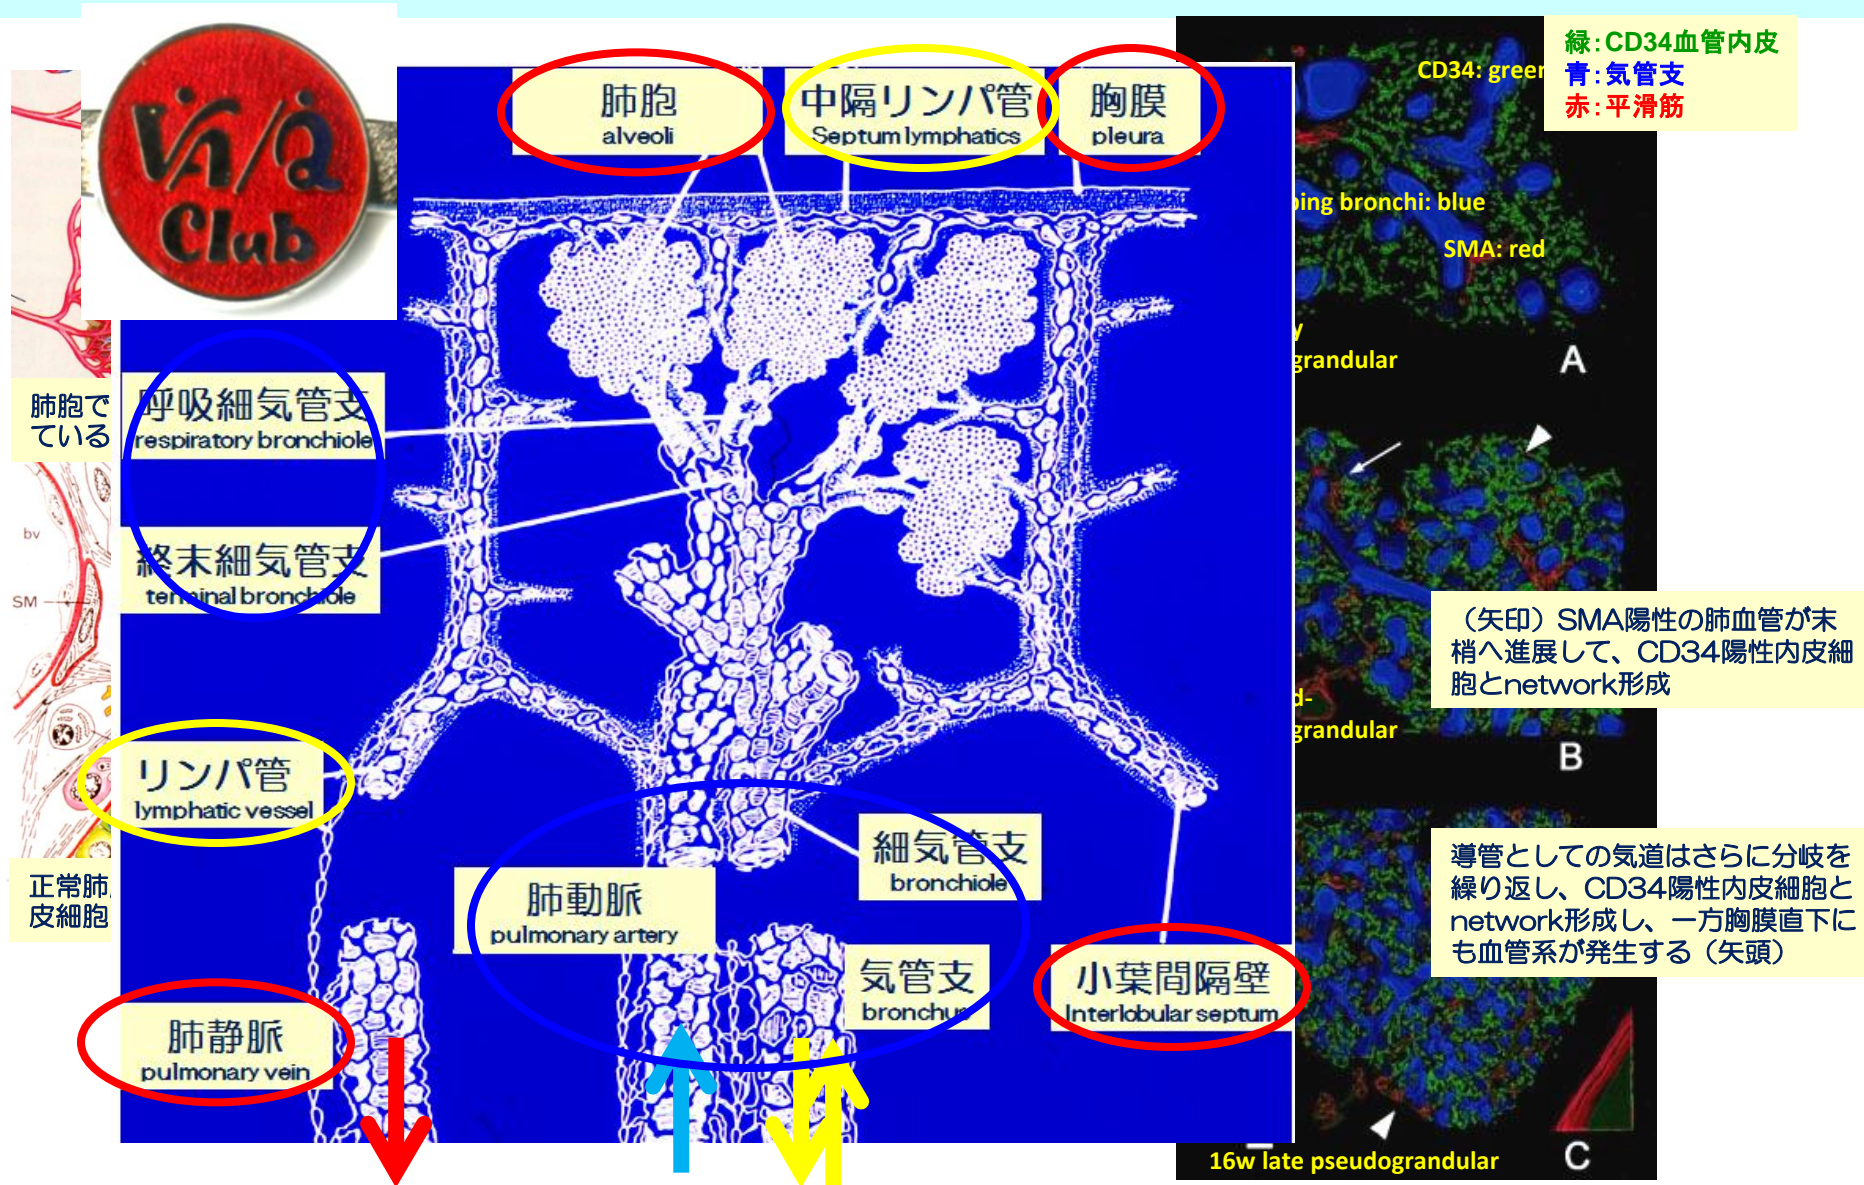 V̇A/Q̇
Club
肺胞
alveoli
中隔リンパ管
Septum lymphatics
胸膜
pleura
緑:CD34血管内皮
青:気管支
赤:平滑筋
CD34: green
bronchi: blue
SMA: red
grandular
A
肺胞で
ている
呼吸細気管支
respiratory bronchiole
終末細気管支
terminal bronchiole
bv
SM
(矢印)SMA陽性の肺血管が末
梢へ進展して、CD34陽性内皮細
胞とnetwork形成
grandular
B
リンパ管
lymphatic vessel
細気管支
bronchiole
肺動脈
pulmonary artery
気管支
bronchus
小葉間隔壁
Interlobular septum
導管としての気道はさらに分岐を
繰り返し、CD34陽性内皮細胞と
network形成し、一方胸膜直下に
も血管系が発生する(矢頭)
正常肺
皮細胞
肺静脈
pulmonary vein
16w late pseudograndular
C